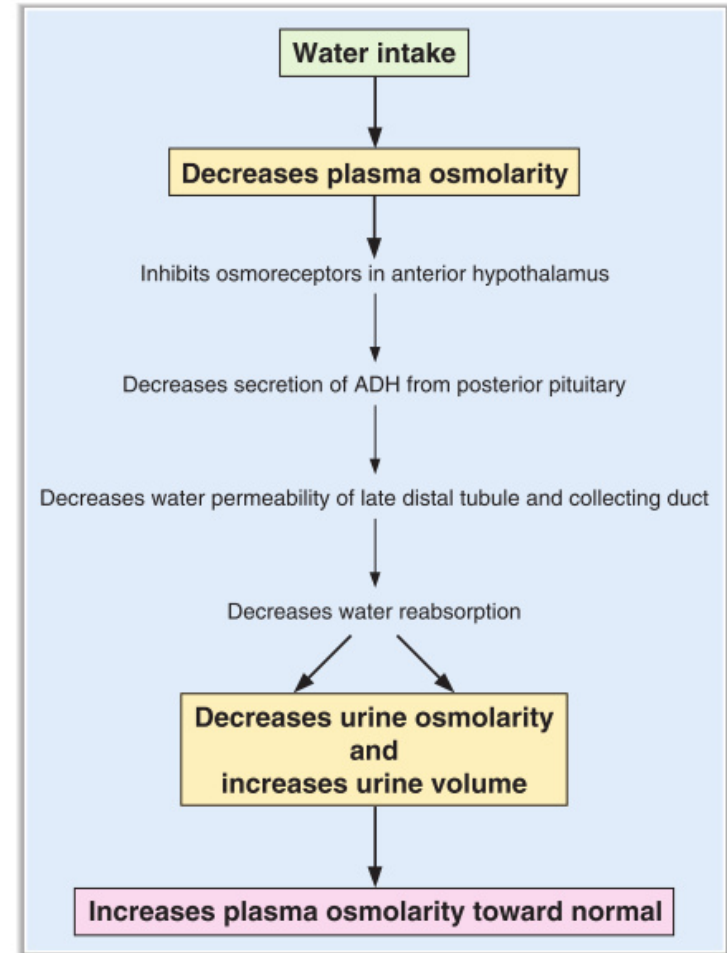 Water intake
Decreases plasma osmolarity
Inhibits osmoreceptors in anterior hypothalamus
Decreases secretion of ADH from posterior pituitary
Decreases water permeability of late distal tubule and collecting duct
Decreases water reabsorption
Decreases urine osmolarity
and
increases urine volume
Increases plasma osmolarity toward normal